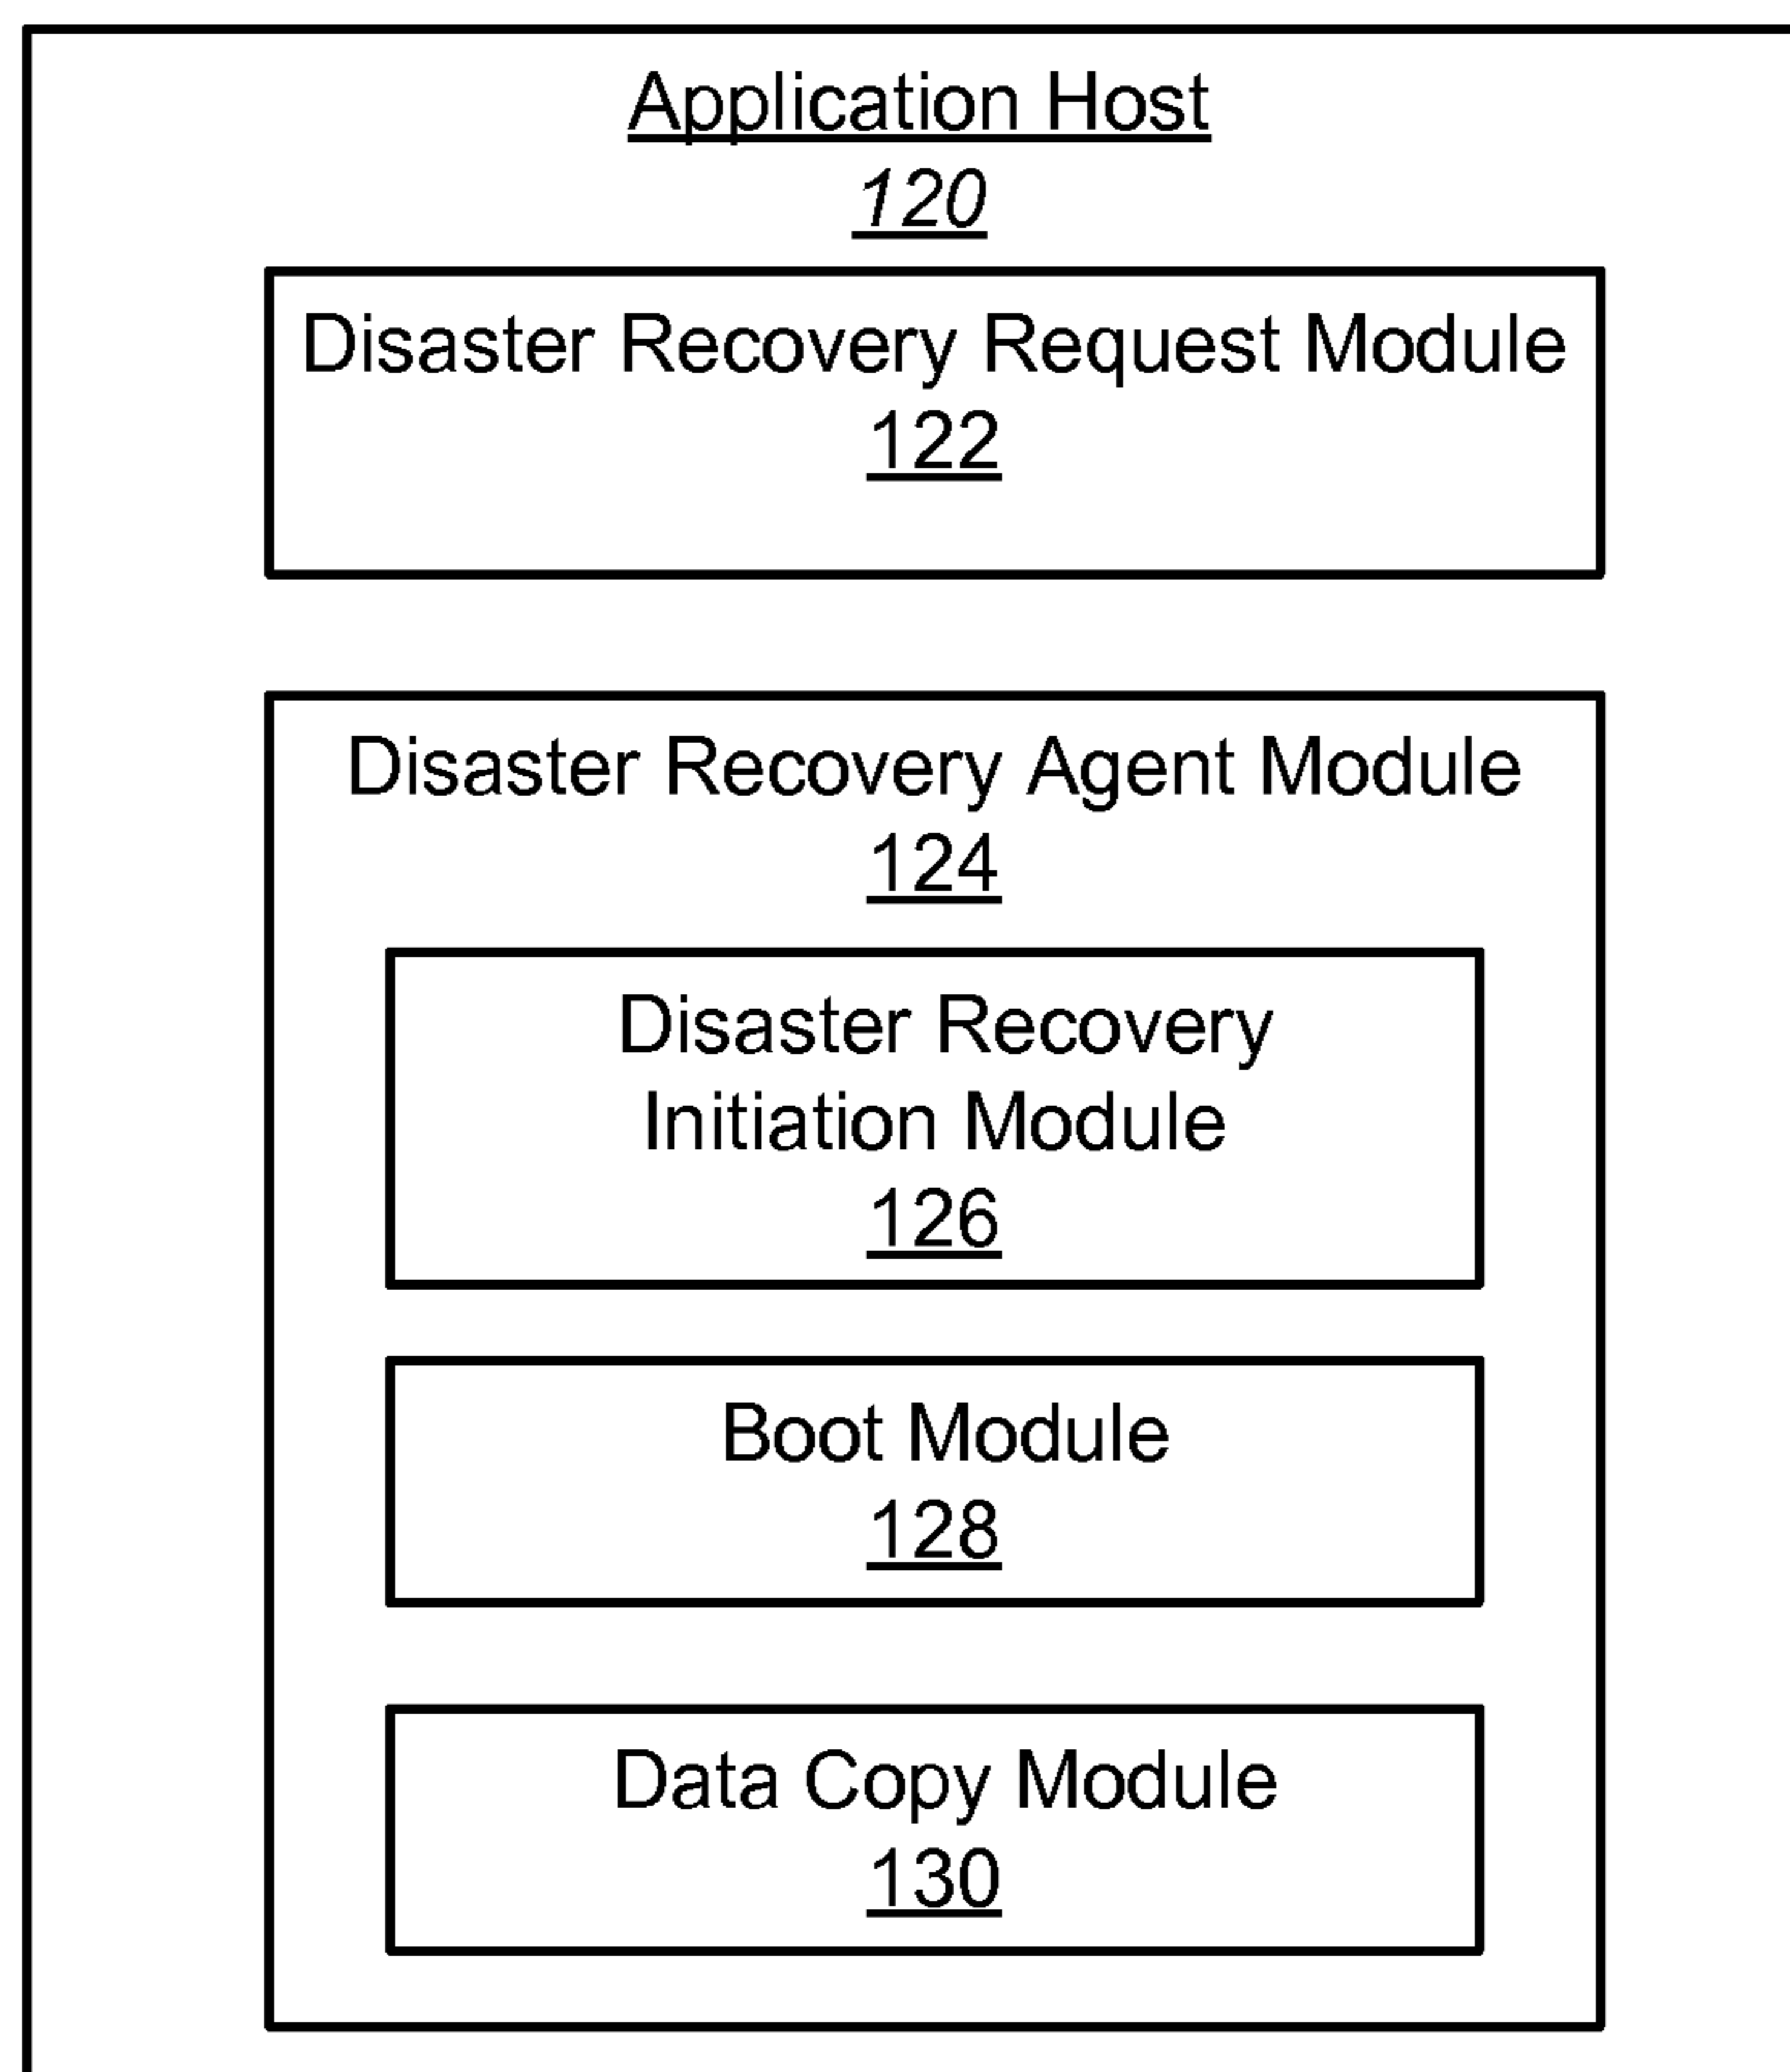 Application Host
120
Disaster Recovery Request Module
122
Disaster Recovery Agent Module
124
Disaster Recovery
Initiation Module
126
Boot Module
128
Data Copy Module
130